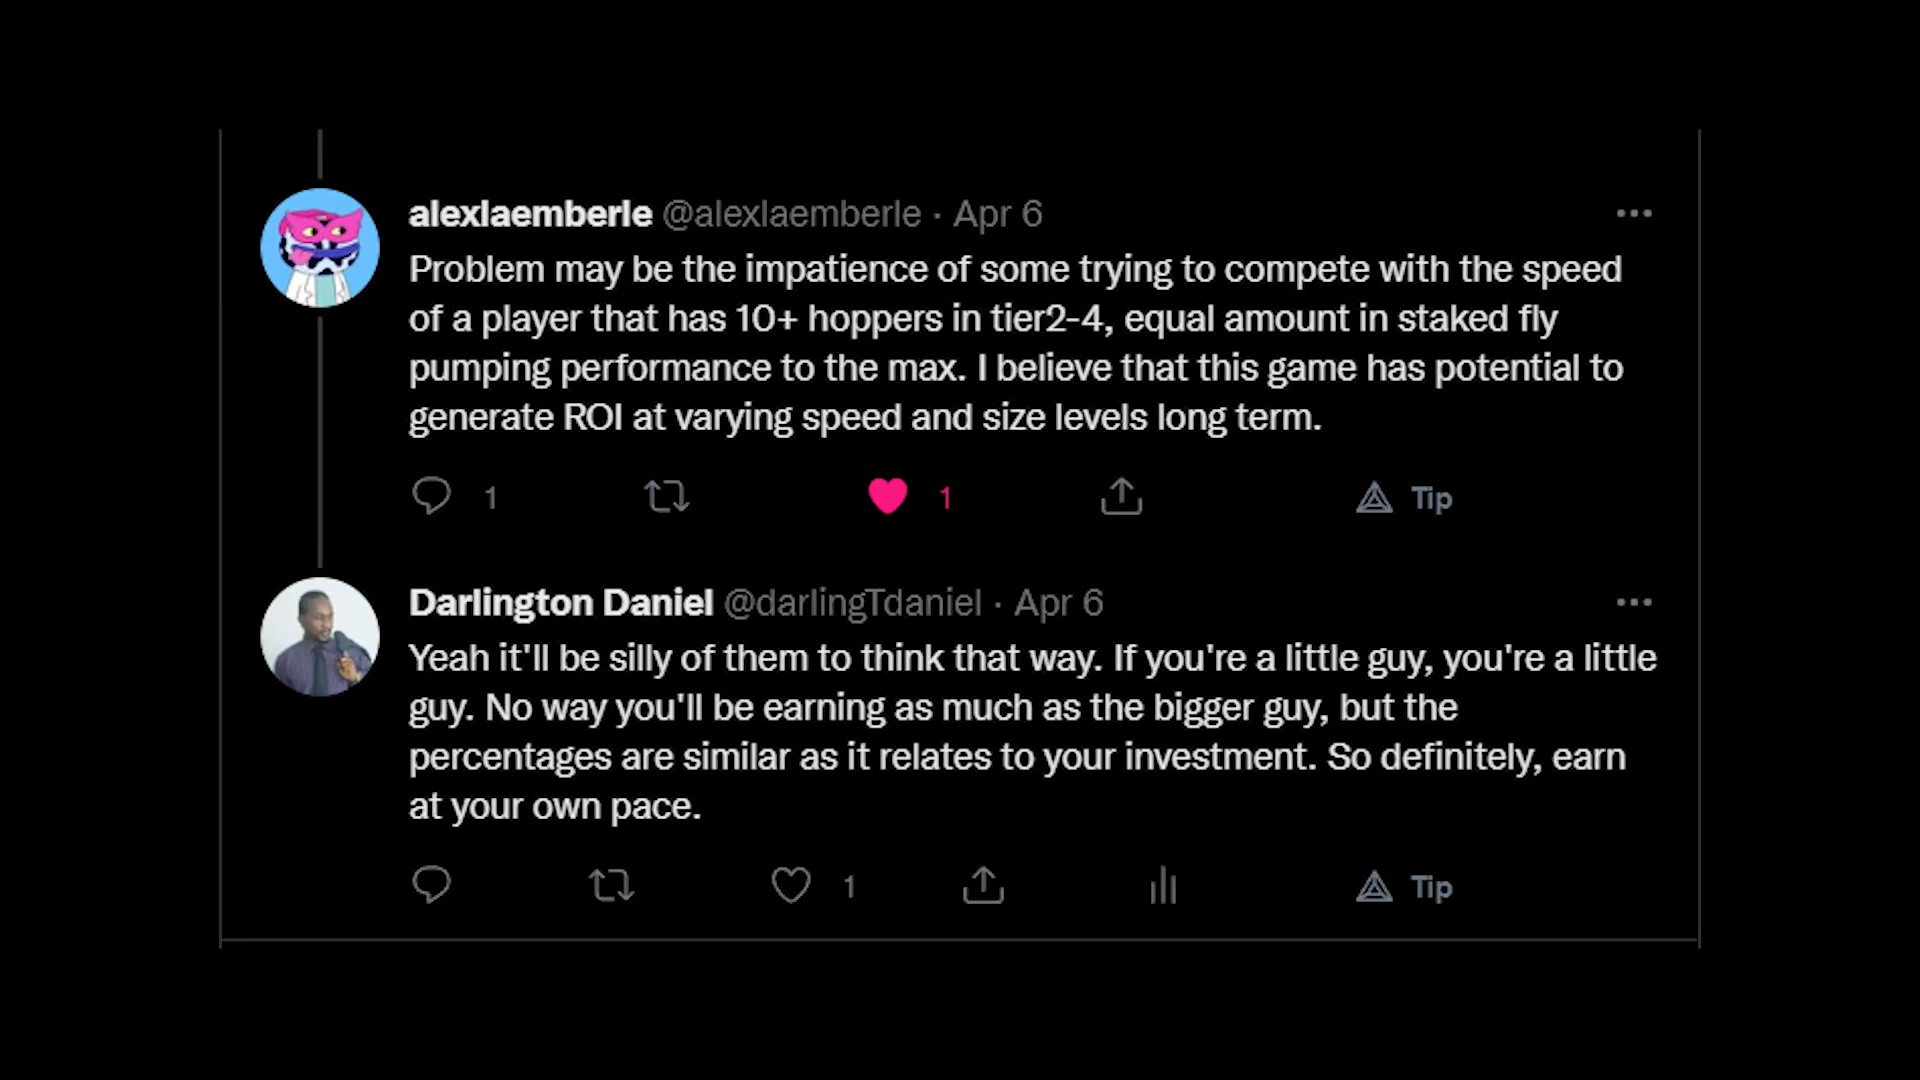 alexlaemberle @alexlaemberle · Apr 6
Problem may be the impatience of some trying to compete with the speed
of a player that has 10+ hoppers in tier2-4, equal amount in staked fly
pumping performance to the max. I believe that this game has potential to
generate ROI at varying speed and size levels long term.
1 1 Tip
Darlington Daniel @darlingTdaniel · Apr 6
Yeah it'll be silly of them to think that way. If you're a little guy, you're a little
guy. No way you'll be earning as much as the bigger guy, but the
percentages are similar as it relates to your investment. So definitely, earn
at your own pace.
1 Tip